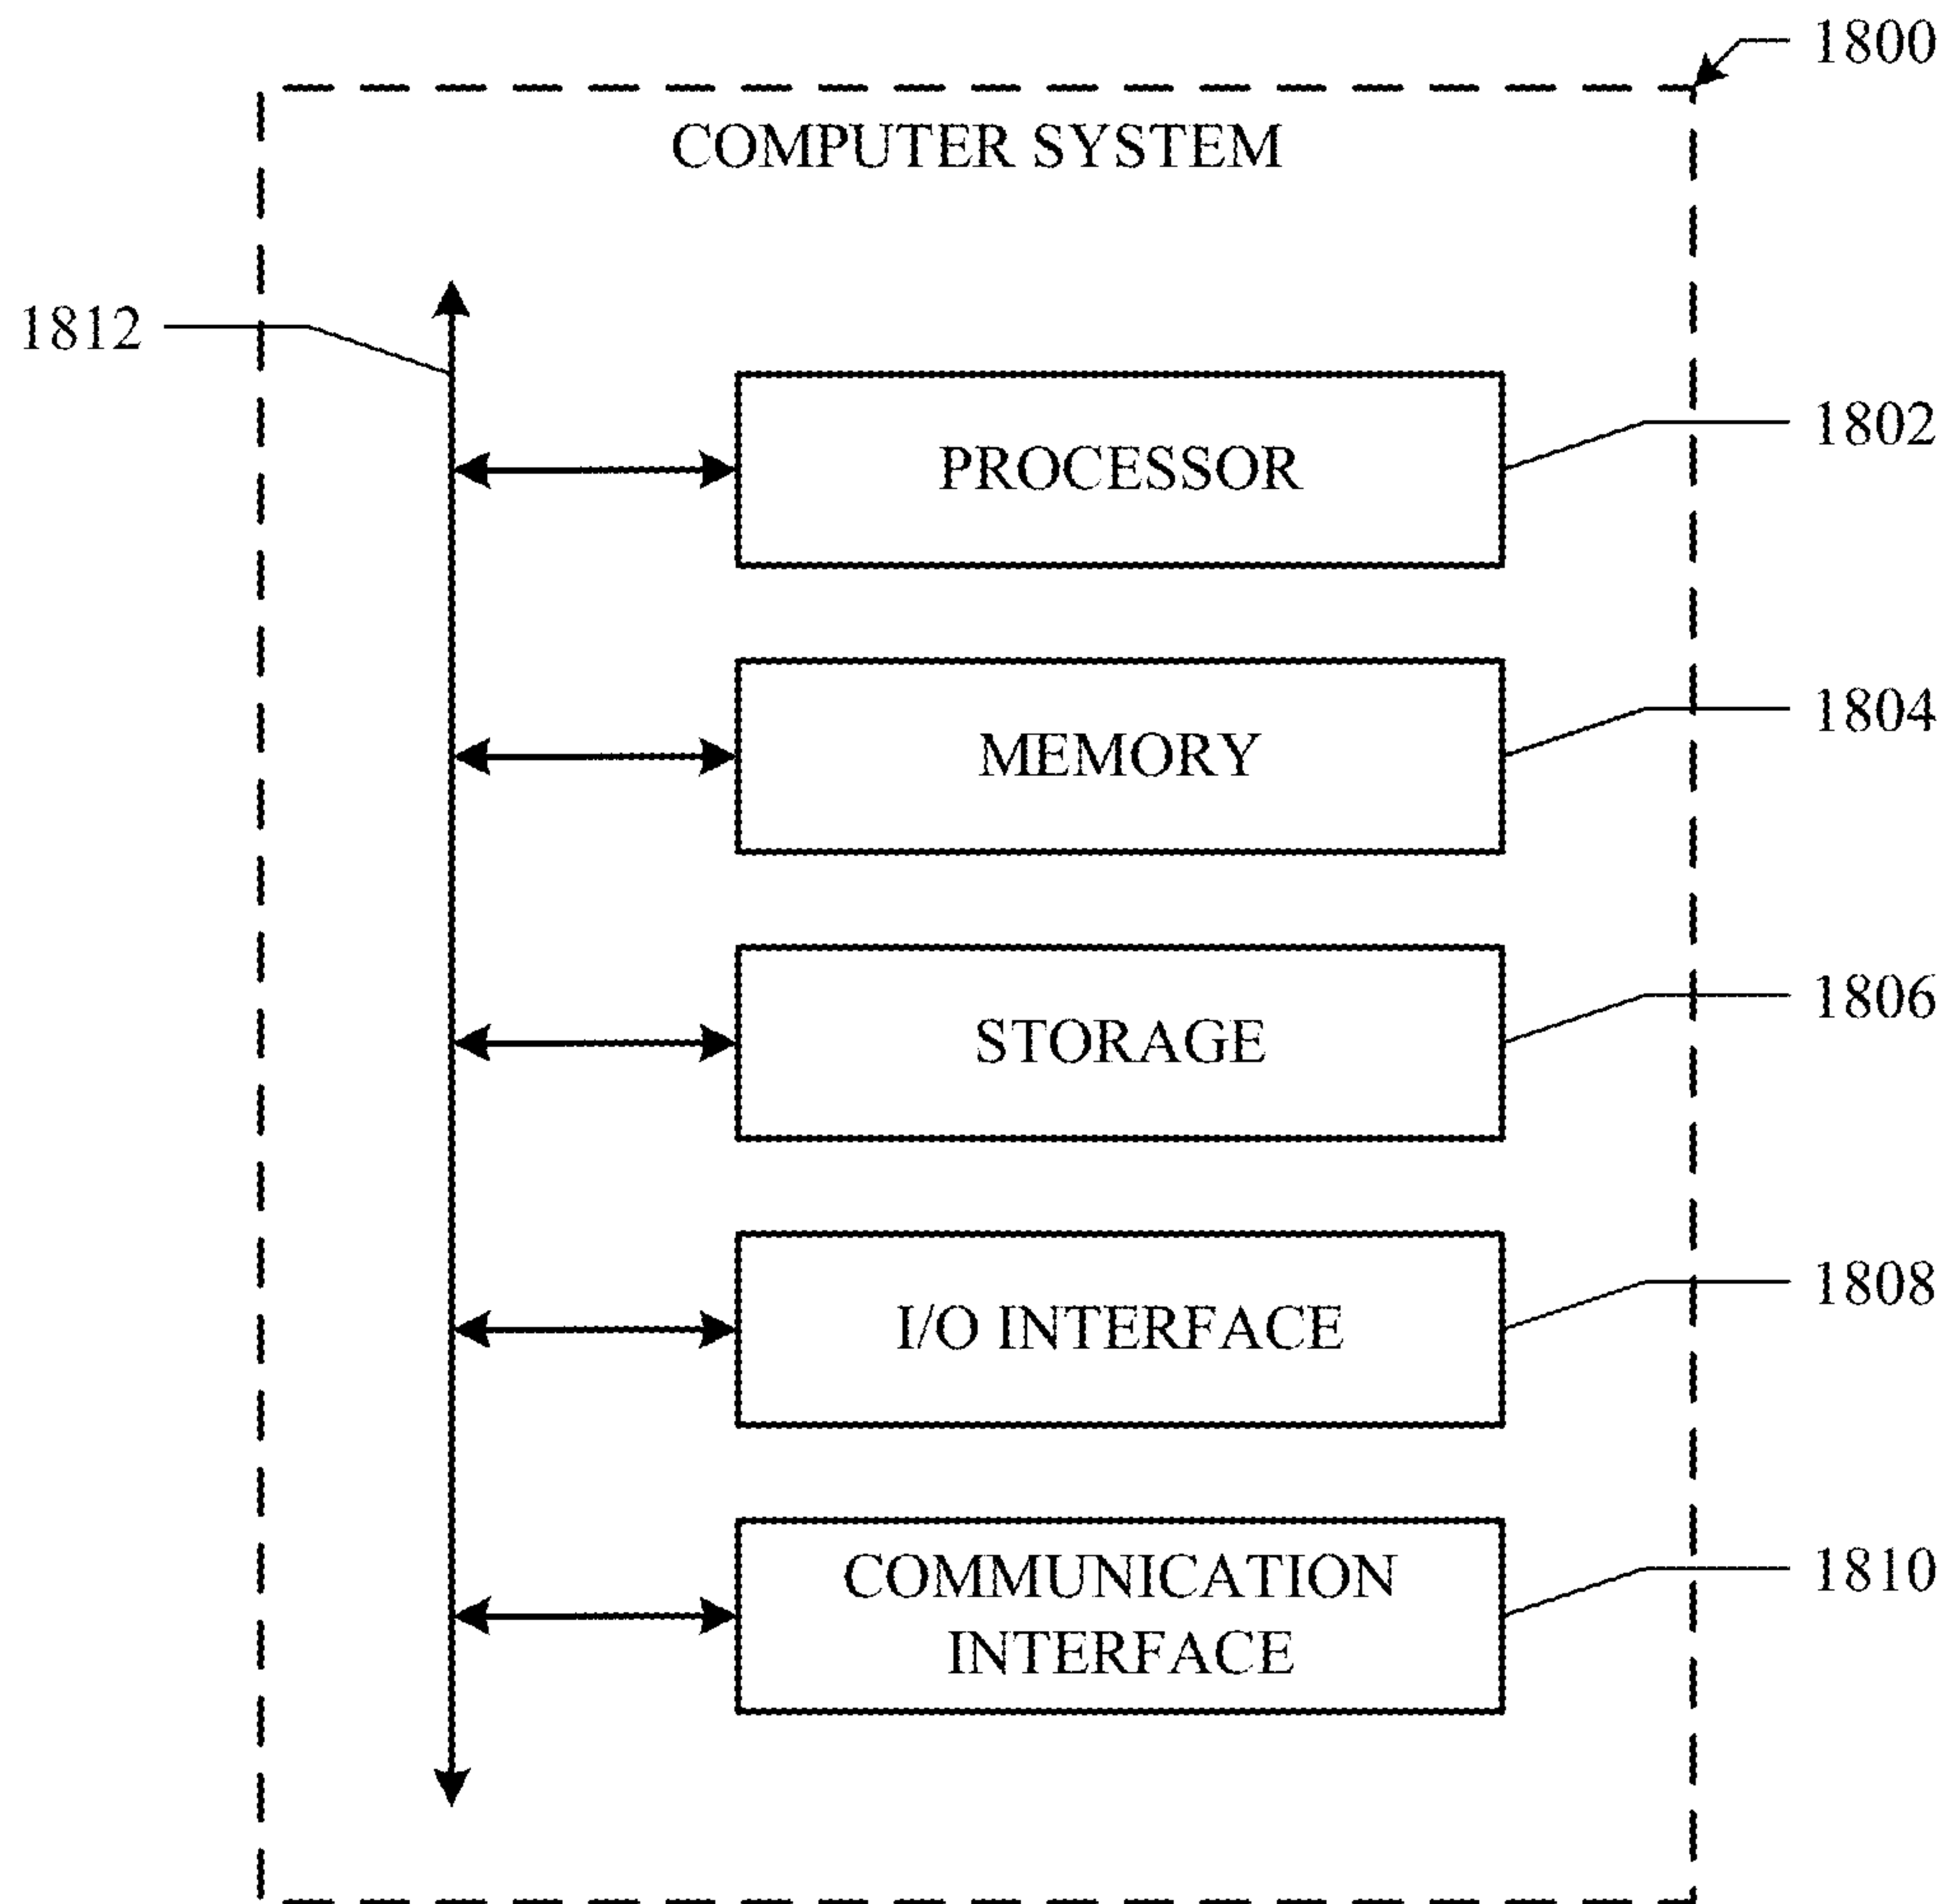 1800
COMPUTER SYSTEM
1812
1802
PROCESSOR
1804
MEMORY
1806
STORAGE
1808
I/O INTERFACE
1810
COMMUNICATION
INTERFACE